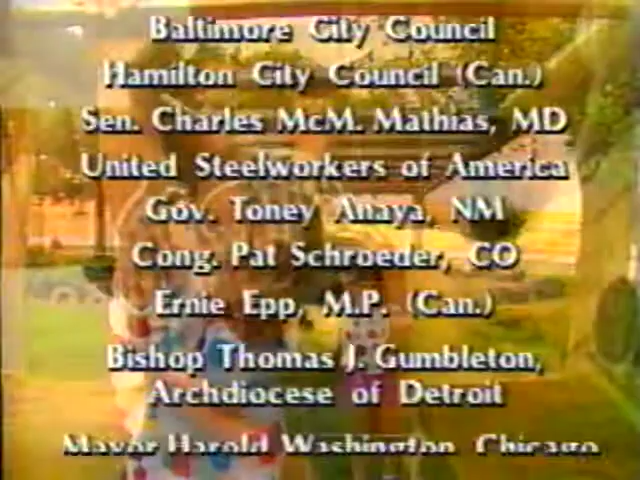 Baltimore City Council
Hamilton City Council (Can.)
Sen. Charles McM. Mathias, MD
United Steelworkers of America
Gov. Toney Anaya, NM
Cong. Pat Schroeder, CO
Ernie Epp, M.P. (Can.)
Bishop Thomas J. Gumbleton,
Archdiocese of Detroit
Mayor Harold Washington, Chicago